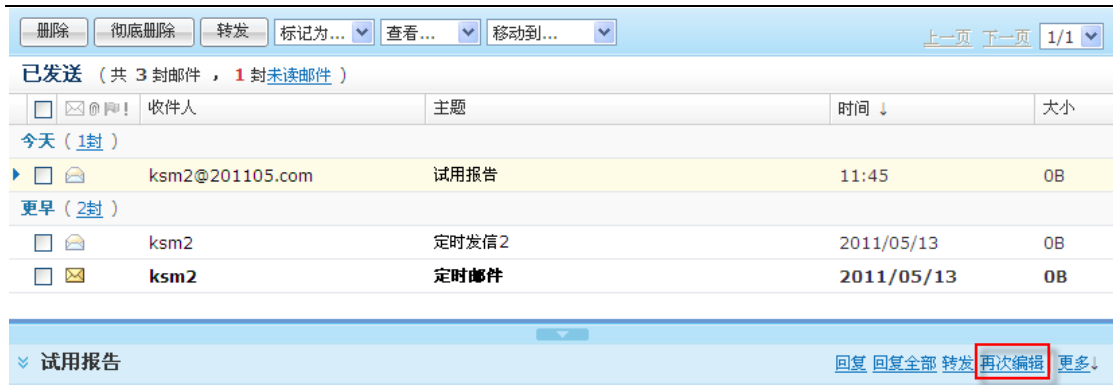 删除 彻底删除 转发 标记为... 查看... 移动到... 上一页 下一页 1/1
已发送 （共 3 封邮件 ， 1 封未读邮件 ）
! 收件人 主题 时间 ↓ 大小
今天 （ 1封 ）
ksm2@201105.com 试用报告 11:45 0B
更早 （ 2封 ）
ksm2 定时发信2 2011/05/13 0B
ksm2 定时邮件 2011/05/13 0B
试用报告 回复 回复全部 转发 再次编辑 更多↓